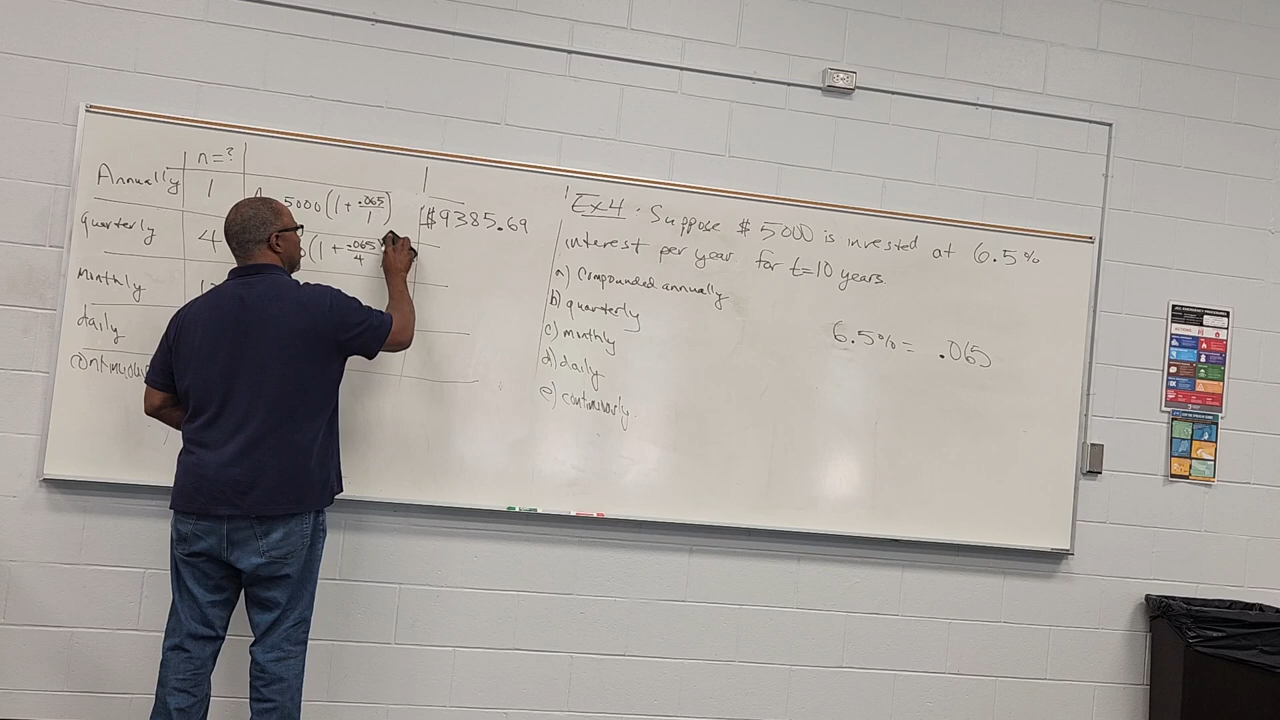 n=?
Annually 1 5000(1 + .065/1) $9385.69
quarterly 4 (1 + .065/4
monthly
daily
continuous
Ex4. Suppose $5000 is invested at 6.5%
interest per year for t=10 years.
a) Compounded annually
b) quarterly
c) monthly
d) daily
e) continuously.
6.5% = .065